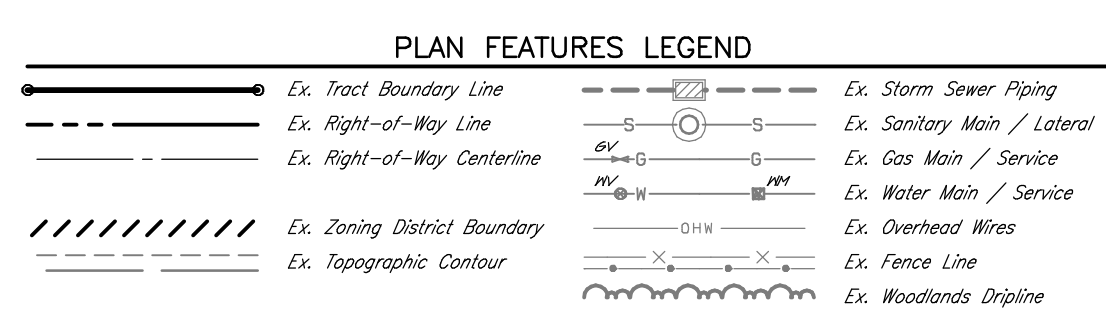 PLAN FEATURES LEGEND
Ex. Tract Boundary Line
Ex. Right-of-Way Line
Ex. Right-of-Way Centerline
Ex. Zoning District Boundary
Ex. Topographic Contour
Ex. Storm Sewer Piping
S S Ex. Sanitary Main / Lateral
GV
G G Ex. Gas Main / Service
WV WM
W Ex. Water Main / Service
OHW Ex. Overhead Wires
Ex. Fence Line
Ex. Woodlands Dripline